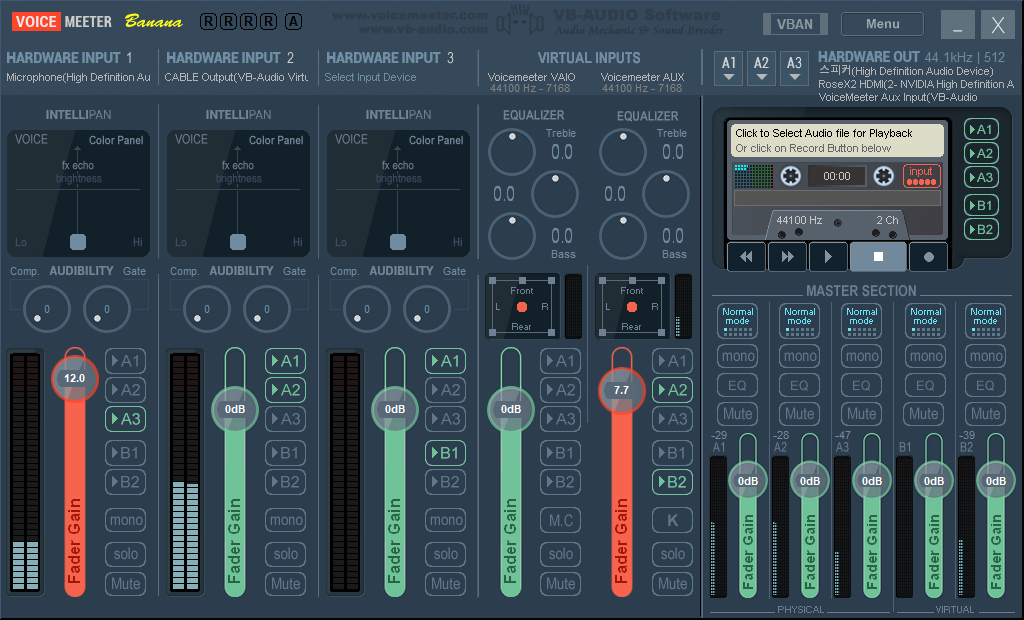 VOICE MEETER Banana R R R R A
www.voicemeeter.com
www.vb-audio.com
VB-AUDIO Software
Audio Mechanic & Sound Breeder
VBAN Menu _ X
HARDWARE INPUT 1
Microphone(High Definition Au
HARDWARE INPUT 2
CABLE Output(VB-Audio Virtu
HARDWARE INPUT 3
Select Input Device
VIRTUAL INPUTS
Voicemeeter VAIO
44100 Hz - 7168
Voicemeeter AUX
44100 Hz - 7168
A1 A2 A3
HARDWARE OUT 44.1kHz | 512
스피커(High Definition Audio Device)
RoseX2 HDMI(2- NVIDIA High Definition A
VoiceMeeter Aux Input(VB-Audio
INTELLIPAN
VOICE Color Panel
fx echo
brightness
Lo Hi
Comp. AUDIBILITY Gate
0 0
12.0
Fader Gain
A1
A2
A3
B1
B2
mono
solo
Mute
INTELLIPAN
VOICE Color Panel
fx echo
brightness
Lo Hi
Comp. AUDIBILITY Gate
0 0
0dB
Fader Gain
A1
A2
A3
B1
B2
mono
solo
Mute
INTELLIPAN
VOICE Color Panel
fx echo
brightness
Lo Hi
Comp. AUDIBILITY Gate
0 0
0dB
Fader Gain
A1
A2
A3
B1
B2
mono
solo
Mute
EQUALIZER
Treble
0.0
0.0
0.0
Bass
Front
L R
Rear
0dB
Fader Gain
A1
A2
A3
B1
B2
M.C
solo
Mute
EQUALIZER
Treble
0.0
0.0
0.0
Bass
Front
L R
Rear
7.7
Fader Gain
A1
A2
A3
B1
B2
K
solo
Mute
Click to Select Audio file for Playback
Or click on Record Button below
00:00 input
44100 Hz 2 Ch
A1
A2
A3
B1
B2
MASTER SECTION
Normal mode Normal mode Normal mode Normal mode Normal mode
mono mono mono mono mono
EQ EQ EQ EQ EQ
Mute Mute Mute Mute Mute
-29 -28 -47 -39
A1 A2 A3 B1 B2
0dB 0dB 0dB 0dB 0dB
Fader Gain Fader Gain Fader Gain Fader Gain Fader Gain
PHYSICAL VIRTUAL